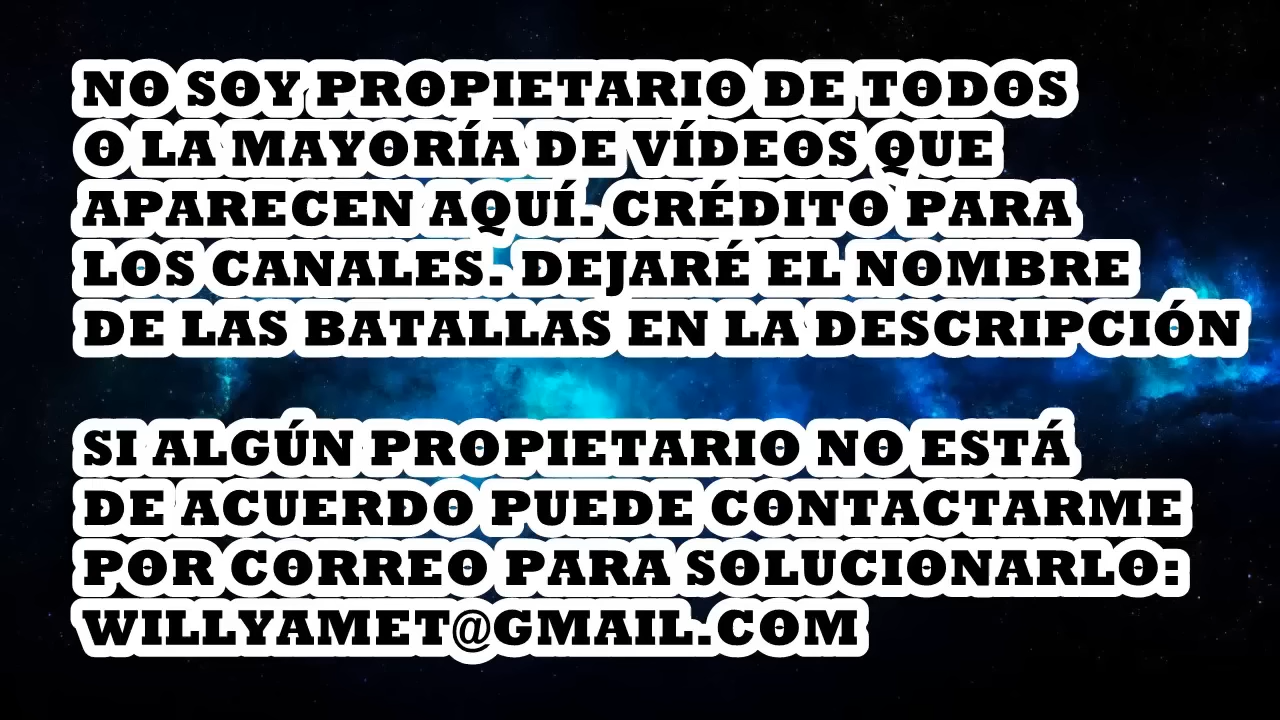 NO SOY PROPIETARIO DE TODOS
O LA MAYORÍA DE VÍDEOS QUE
APARECEN AQUÍ. CRÉDITO PARA
LOS CANALES. DEJARÉ EL NOMBRE
DE LAS BATALLAS EN LA DESCRIPCIÓN
SI ALGÚN PROPIETARIO NO ESTÁ
DE ACUERDO PUEDE CONTACTARME
POR CORREO PARA SOLUCIONARLO:
WILLYAMET@GMAIL.COM